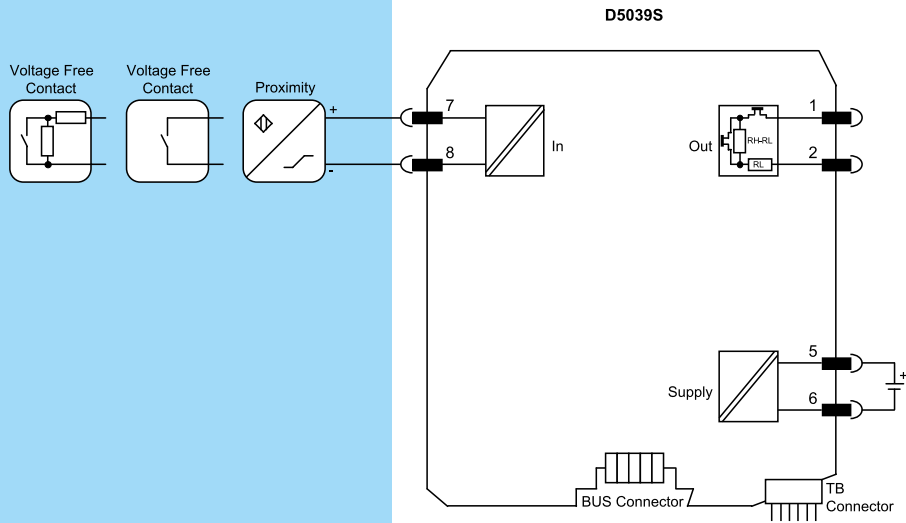 D5039S
Voltage Free
Contact
Voltage Free
Contact
Proximity
+
-
7
8
In
Out
RH-RL
RL
1
2
Supply
5
6
+
BUS Connector
TB
Connector